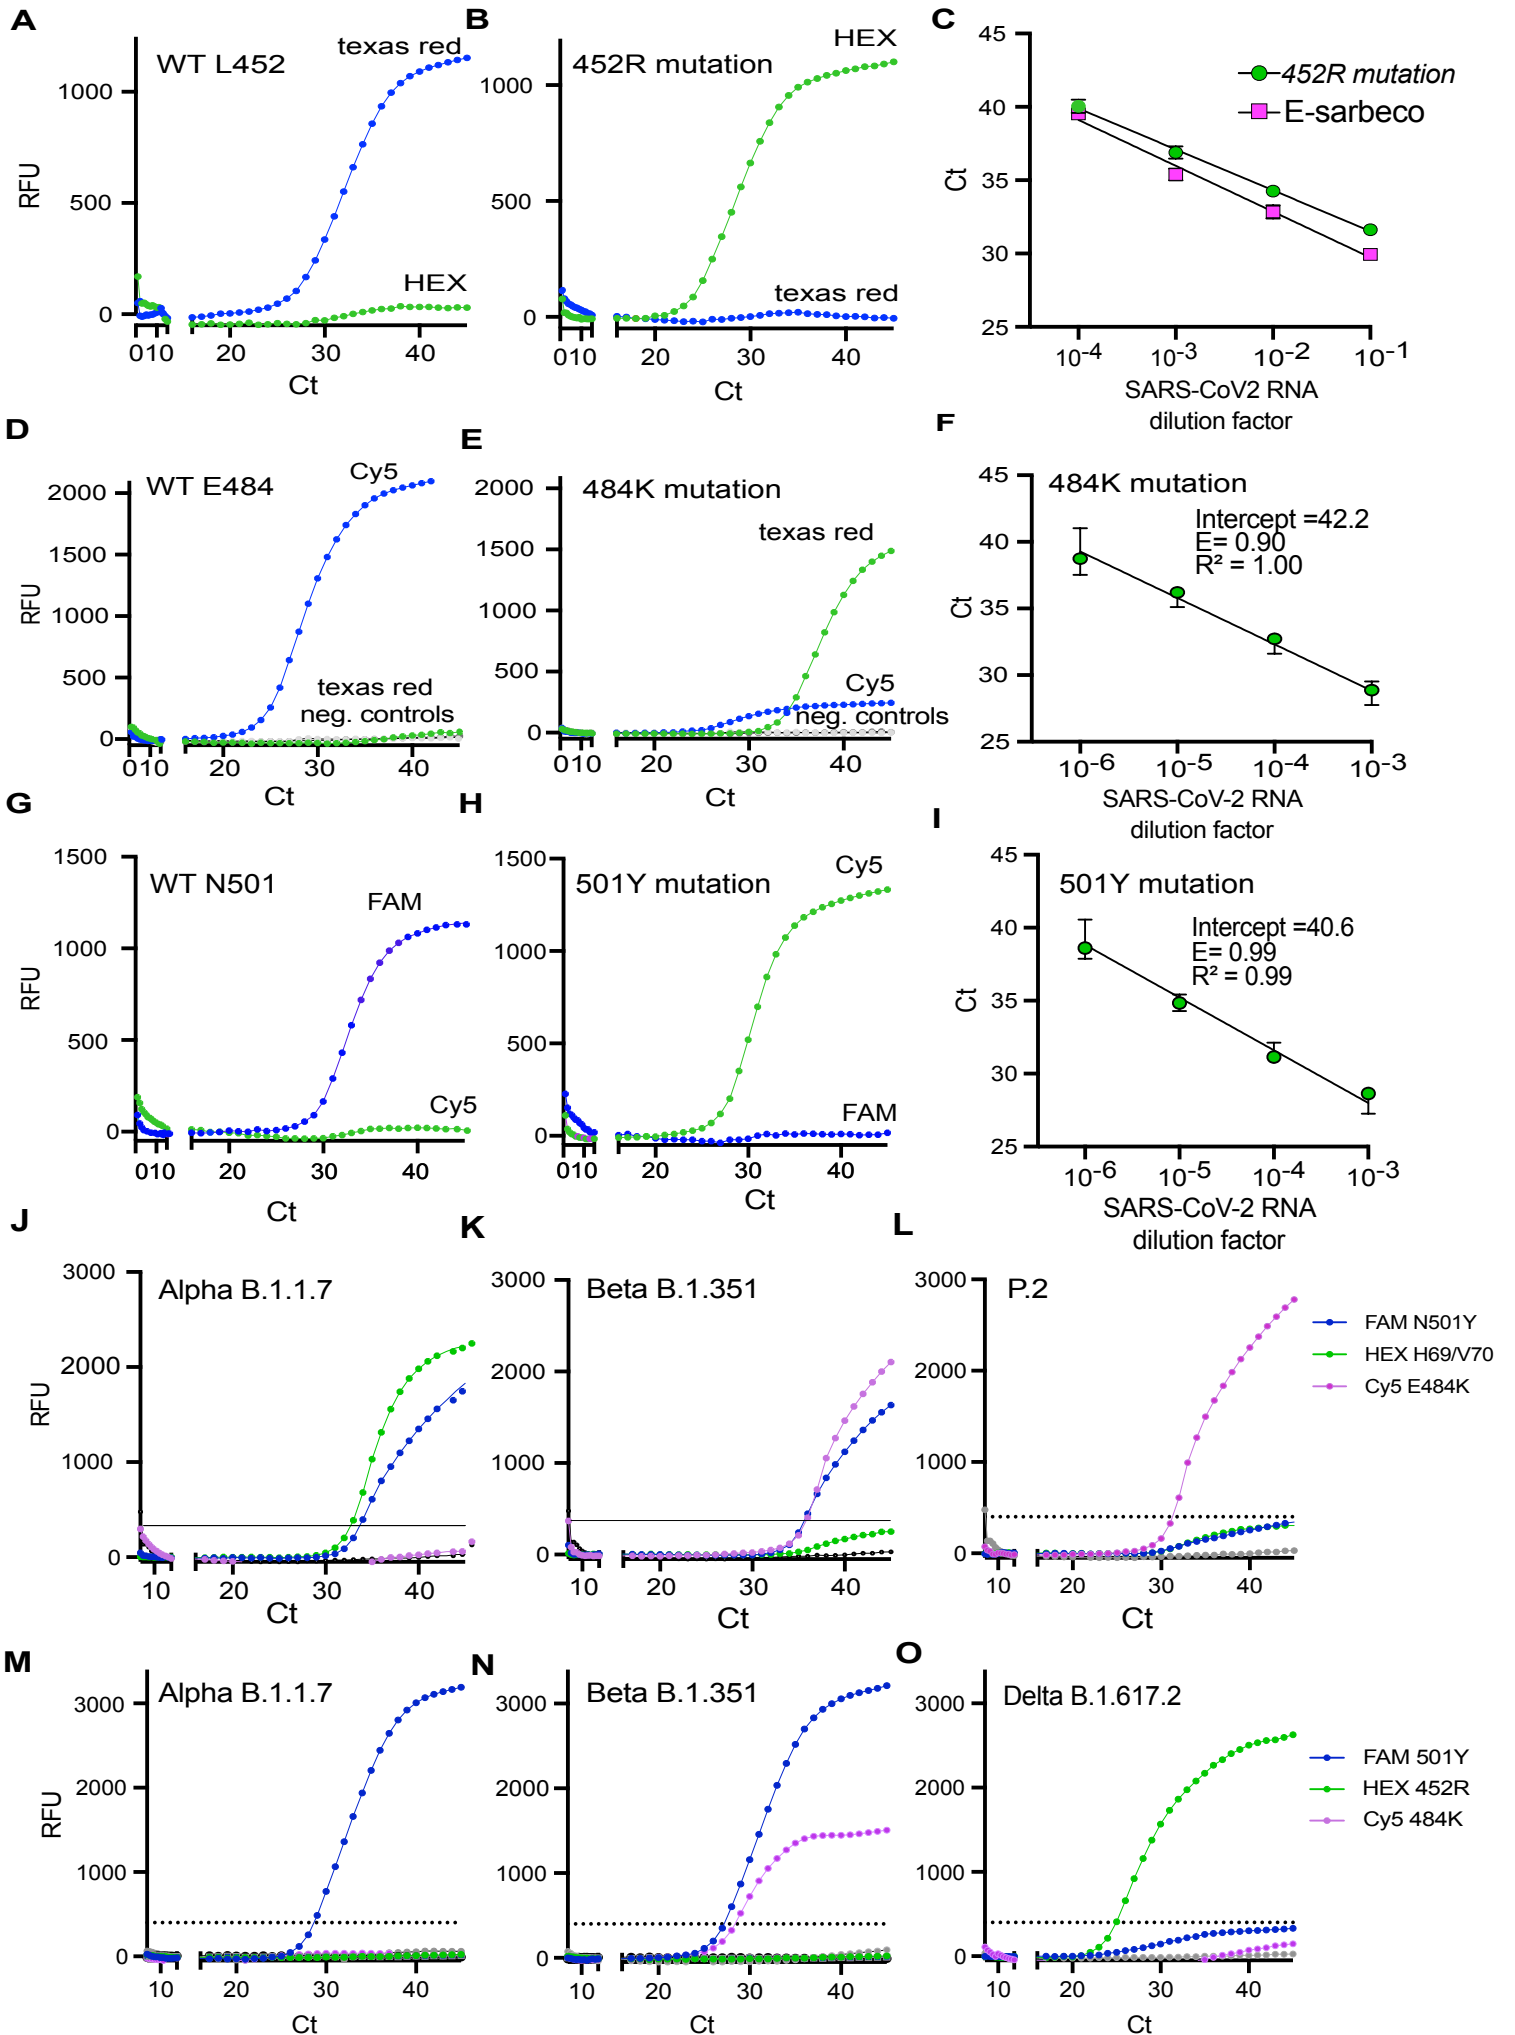 A
WT L452
texas red
HEX
1000
500
0
RFU
0 10 20 30 40
Ct
B
452R mutation
HEX
texas red
1000
500
0
0 10 20 30 40
Ct
C
452R mutation
E-sarbeco
45
40
35
30
25
Ct
10-4 10-3 10-2 10-1
SARS-CoV2 RNA
dilution factor
D
WT E484
Cy5
texas red
neg. controls
2000
1500
1000
500
0
RFU
0 10 20 30 40
Ct
E
484K mutation
texas red
Cy5
neg. controls
2000
1500
1000
500
0
0 10 20 30 40
Ct
F
484K mutation
Intercept =42.2
E= 0.90
R² = 1.00
45
40
35
30
25
Ct
10-6 10-5 10-4 10-3
SARS-CoV-2 RNA
dilution factor
G
WT N501
FAM
Cy5
1500
1000
500
0
RFU
0 10 20 30 40
Ct
H
501Y mutation
Cy5
FAM
1500
1000
500
0
0 10 20 30 40
Ct
I
501Y mutation
Intercept =40.6
E= 0.99
R² = 0.99
45
40
35
30
25
Ct
10-6 10-5 10-4 10-3
SARS-CoV-2 RNA
dilution factor
J
Alpha B.1.1.7
3000
2000
1000
0
RFU
10 20 30 40
Ct
K
Beta B.1.351
3000
2000
1000
0
10 20 30 40
Ct
L
P.2
3000
2000
1000
0
10 20 30 40
Ct
FAM N501Y
HEX H69/V70
Cy5 E484K
M
Alpha B.1.1.7
3000
2000
1000
0
RFU
10 20 30 40
Ct
N
Beta B.1.351
3000
2000
1000
0
10 20 30 40
Ct
O
Delta B.1.617.2
3000
2000
1000
0
10 20 30 40
Ct
FAM 501Y
HEX 452R
Cy5 484K